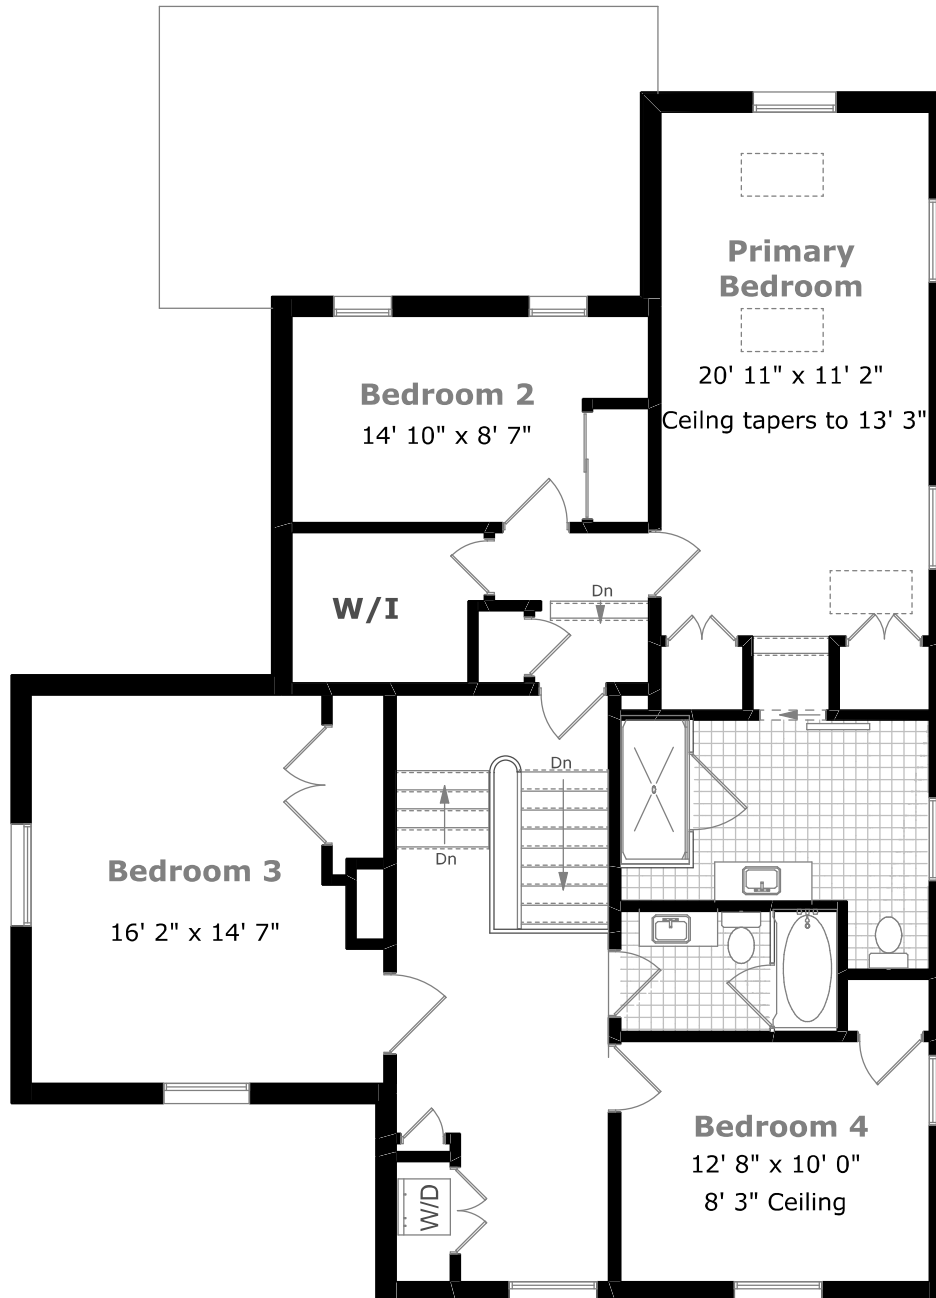 Primary
Bedroom
20' 11" x 11' 2"
Ceilng tapers to 13' 3"
Bedroom 2
14' 10" x 8' 7"
W/I
Dn
Dn
Dn
Bedroom 3
16' 2" x 14' 7"
Bedroom 4
12' 8" x 10' 0"
8' 3" Ceiling
W/D